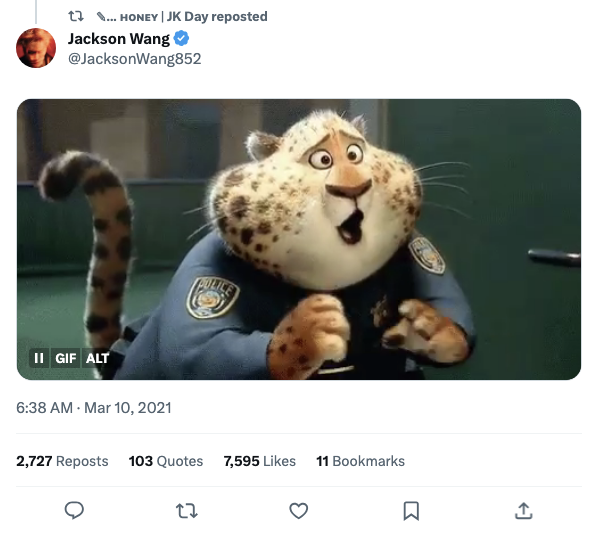 ✎... HONEY | JK Day reposted
Jackson Wang
@JacksonWang852
POLICE
GIF ALT
6:38 AM · Mar 10, 2021
2,727 Reposts 103 Quotes 7,595 Likes 11 Bookmarks